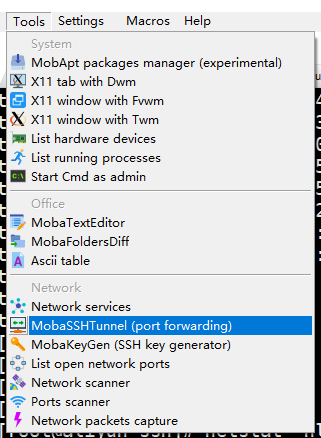 Tools Settings Macros Help
System
MobApt packages manager (experimental)
X11 tab with Dwm
X11 window with Fvwm
X11 window with Twm
List hardware devices
List running processes
Start Cmd as admin
Office
MobaTextEditor
MobaFoldersDiff
Ascii table
Network
Network services
MobaSSHTunnel (port forwarding)
MobaKeyGen (SSH key generator)
List open network ports
Network scanner
Ports scanner
Network packets capture